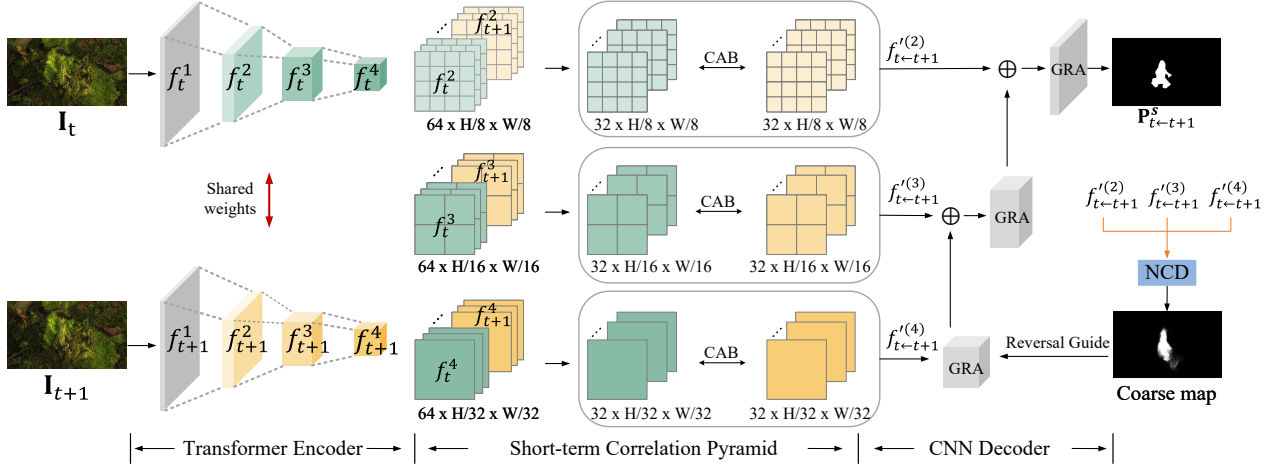 f_t^1
f_t^2
f_t^3
f_t^4
I_t
f_{t+1}^2
f_t^2
64 x H/8 x W/8
CAB
32 x H/8 x W/8
32 x H/8 x W/8
f'^{(2)}_{t←t+1}
⊕
GRA
P^s_{t←t+1}
Shared
weights
f_{t+1}^3
f_t^3
64 x H/16 x W/16
CAB
32 x H/16 x W/16
32 x H/16 x W/16
f'^{(3)}_{t←t+1}
⊕
GRA
f'^{(2)}_{t←t+1} f'^{(3)}_{t←t+1} f'^{(4)}_{t←t+1}
NCD
f_{t+1}^1
f_{t+1}^2
f_{t+1}^3
f_{t+1}^4
I_{t+1}
f_{t+1}^4
f_t^4
64 x H/32 x W/32
CAB
32 x H/32 x W/32
32 x H/32 x W/32
f'^{(4)}_{t←t+1}
GRA
Reversal Guide
Coarse map
Transformer Encoder
Short-term Correlation Pyramid
CNN Decoder